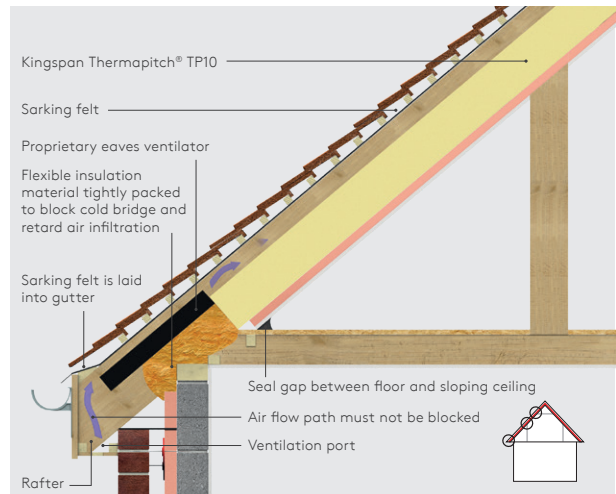 Kingspan Thermapitch® TP10
Sarking felt
Proprietary eaves ventilator
Flexible insulation
material tightly packed
to block cold bridge and
retard air infiltration
Sarking felt is laid
into gutter
Seal gap between floor and sloping ceiling
Air flow path must not be blocked
Ventilation port
Rafter